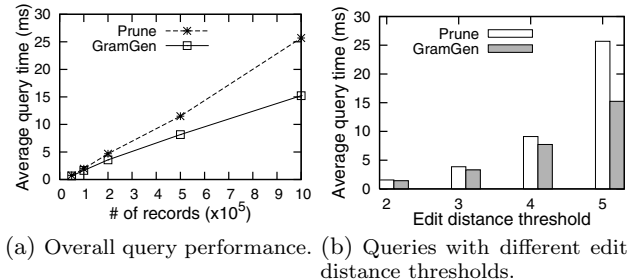 Average query time (ms)
30
25
20
15
10
5
0
Prune
GramGen
0 1 2 3 4 5 6 7 8 9 10
# of records (x10⁵)
(a) Overall query performance.
Average query time (ms)
30
25
20
15
10
5
0
Prune
GramGen
2 3 4 5
Edit distance threshold
(b) Queries with different edit
distance thresholds.